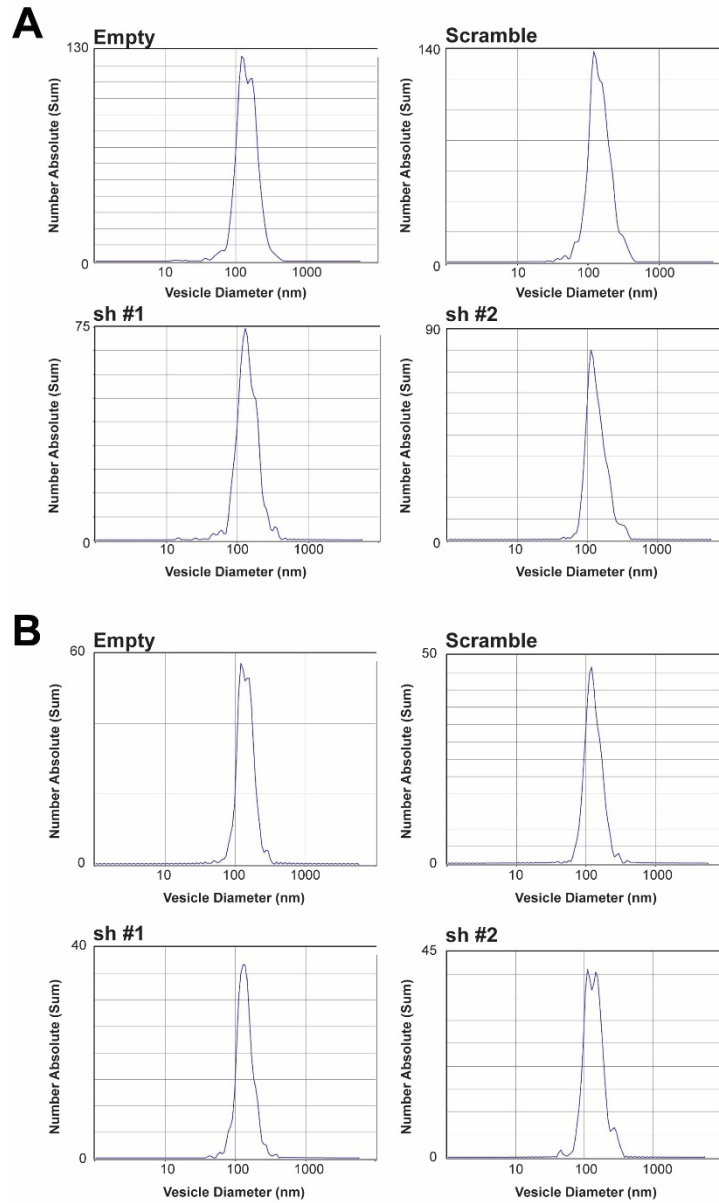 A
Empty
Scramble
130
Number Absolute (Sum)
0
10 100 1000
Vesicle Diameter (nm)
140
Number Absolute (Sum)
0
10 100 1000
Vesicle Diameter (nm)
sh #1
sh #2
75
Number Absolute (Sum)
0
10 100 1000
Vesicle Diameter (nm)
90
Number Absolute (Sum)
0
10 100 1000
Vesicle Diameter (nm)
B
Empty
Scramble
60
Number Absolute (Sum)
0
10 100 1000
Vesicle Diameter (nm)
50
Number Absolute (Sum)
0
10 100 1000
Vesicle Diameter (nm)
sh #1
sh #2
40
Number Absolute (Sum)
0
10 100 1000
Vesicle Diameter (nm)
45
Number Absolute (Sum)
0
10 100 1000
Vesicle Diameter (nm)